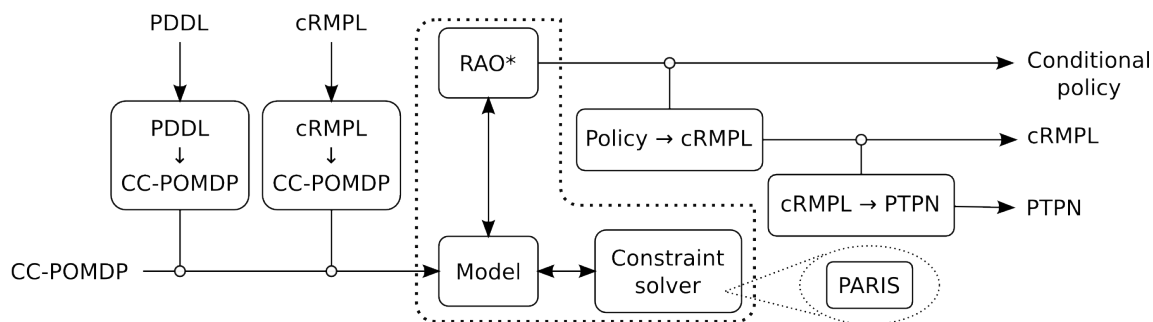 PDDL
cRMPL
RAO*
Conditional
policy
PDDL
↓
CC-POMDP
cRMPL
↓
CC-POMDP
Policy → cRMPL
cRMPL
cRMPL → PTPN
PTPN
CC-POMDP
Model
Constraint
solver
PARIS